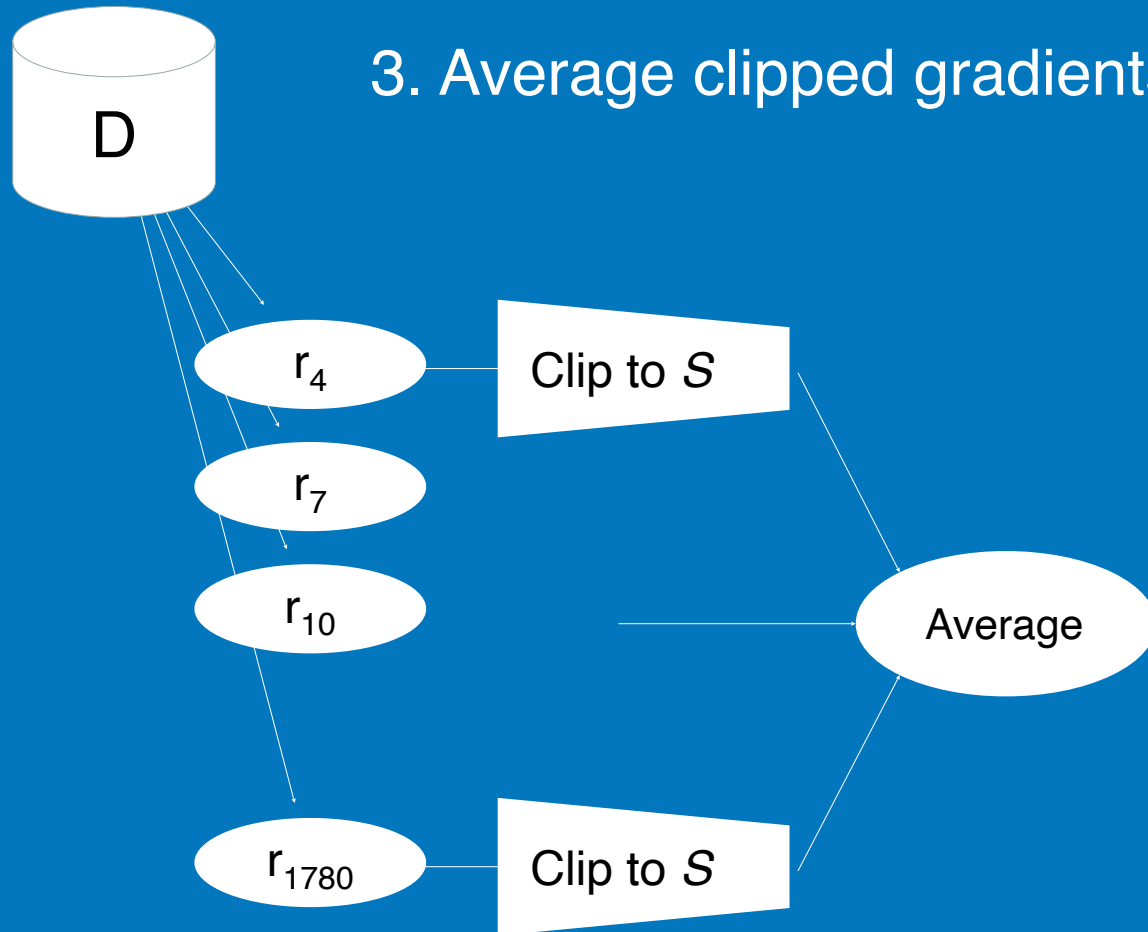 3. Average clipped gradient
D
r₄
Clip to S
r₇
r₁₀
Average
r₁₇₈₀
Clip to S